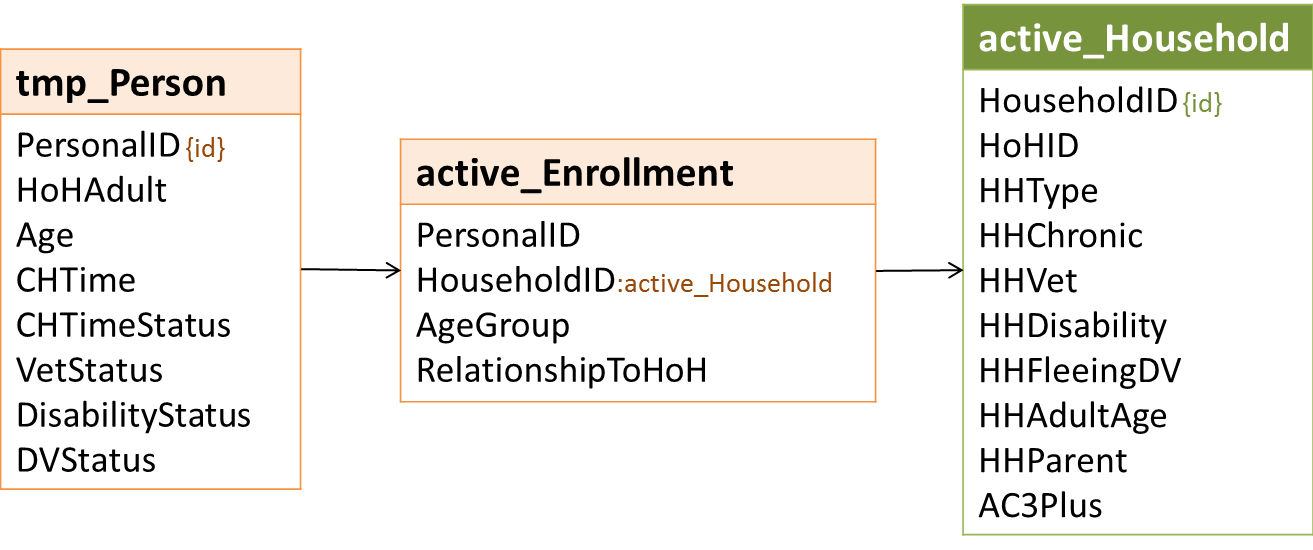 tmp_Person
PersonalID {id}
HoHAdult
Age
CHTime
CHTimeStatus
VetStatus
DisabilityStatus
DVStatus
active_Enrollment
PersonalID
HouseholdID:active_Household
AgeGroup
RelationshipToHoH
active_Household
HouseholdID {id}
HoHID
HHType
HHChronic
HHVet
HHDisability
HHFleeingDV
HHAdultAge
HHParent
AC3Plus